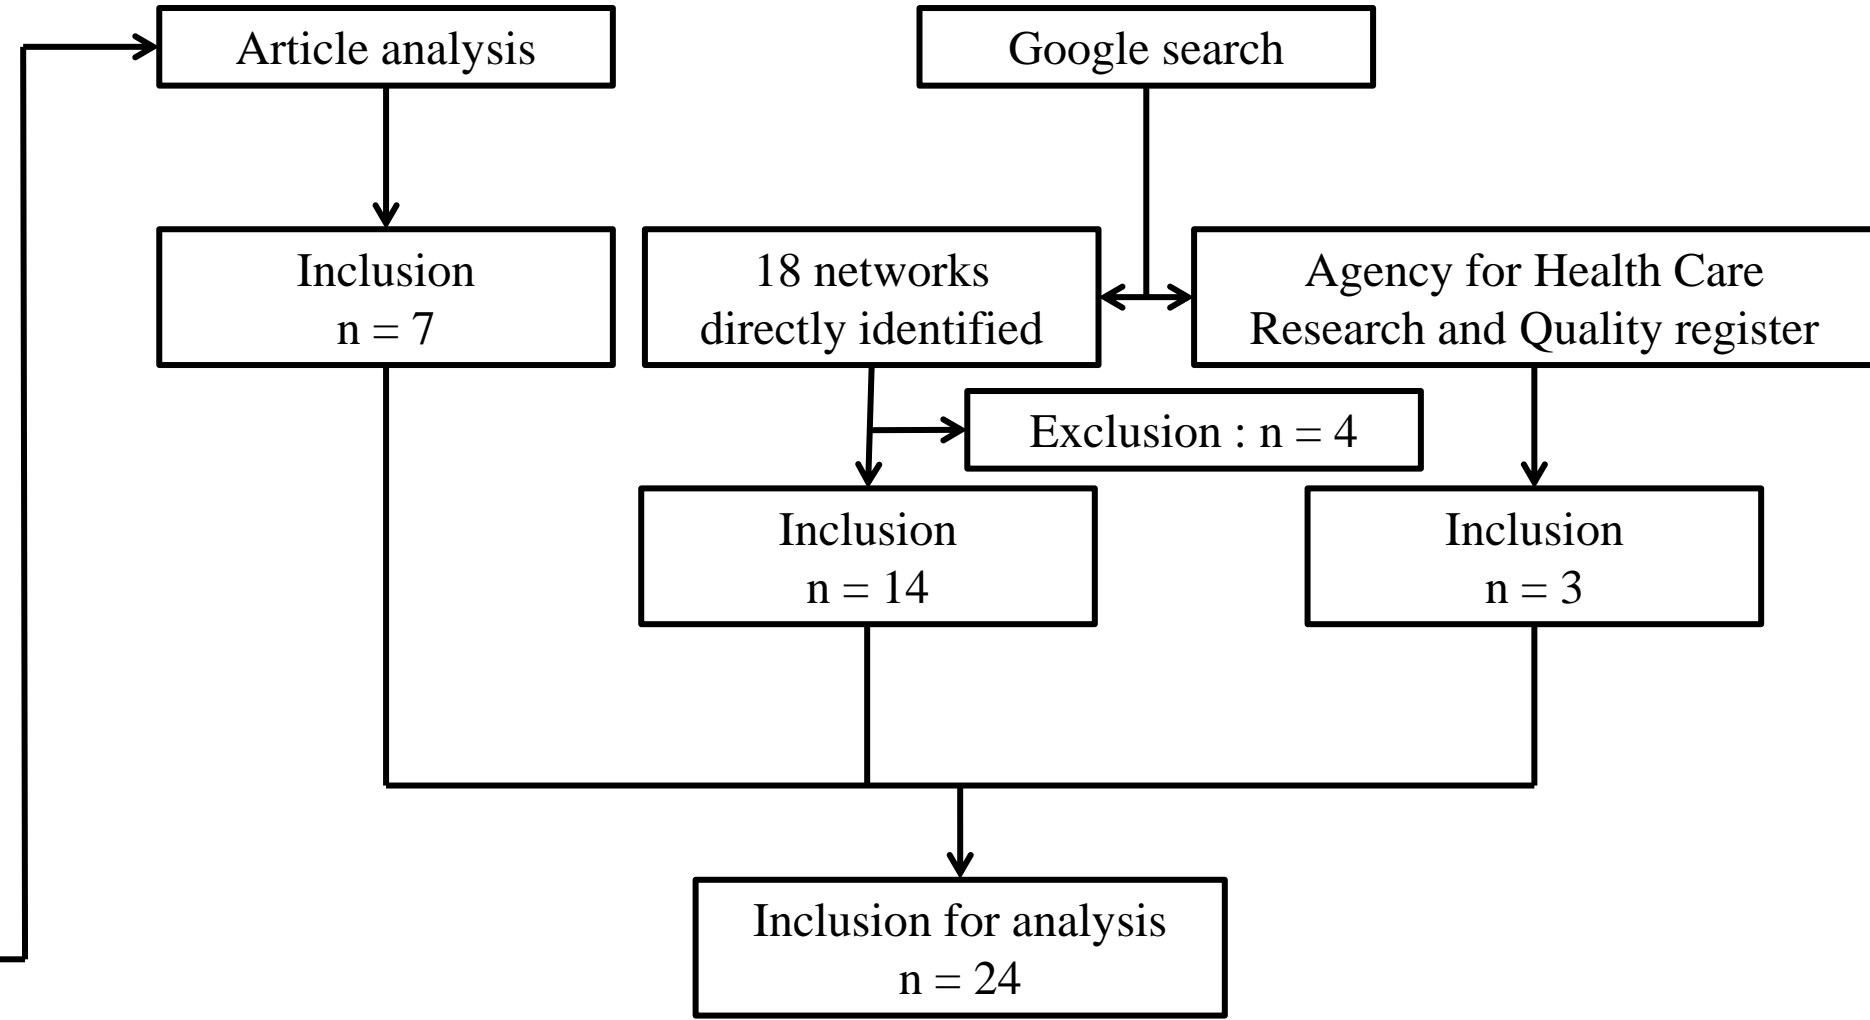 Article analysis
Google search
Inclusion
n = 7
18 networks
directly identified
Agency for Health Care
Research and Quality register
Exclusion : n = 4
Inclusion
n = 14
Inclusion
n = 3
Inclusion for analysis
n = 24